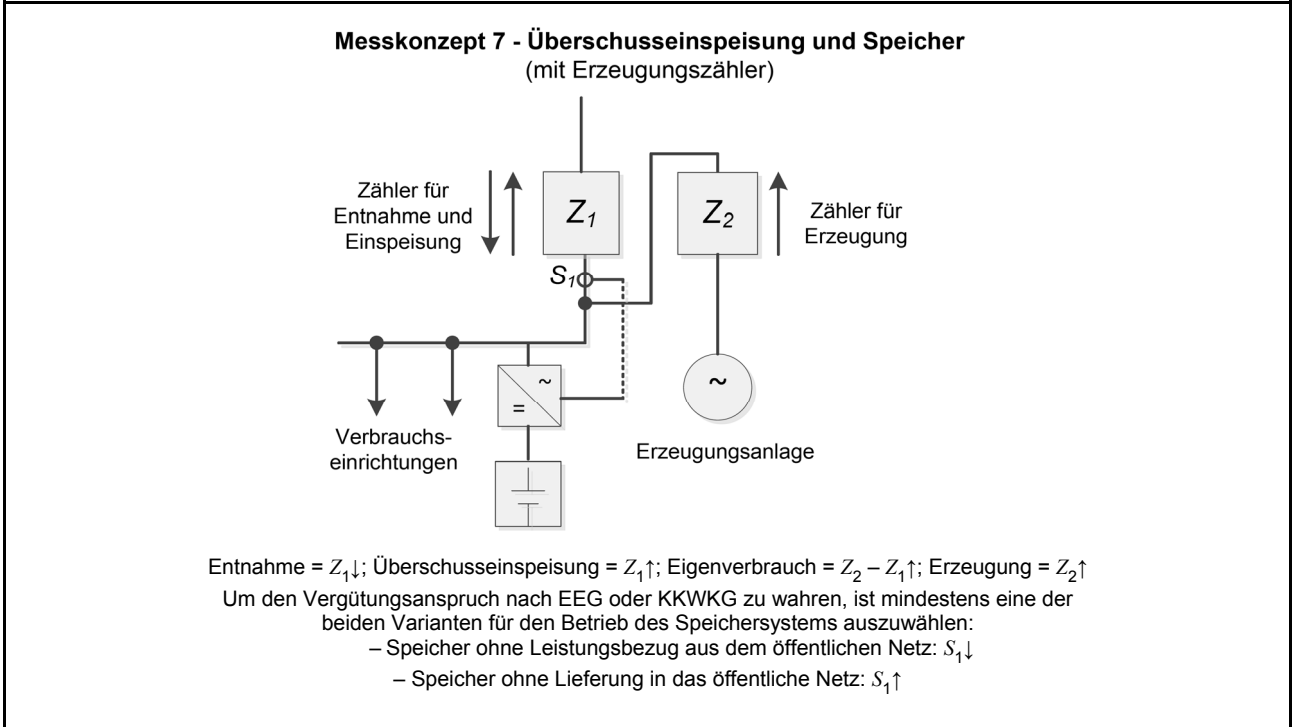 Messkonzept 7 - Überschusseinspeisung und Speicher
(mit Erzeugungszähler)
Zähler für
Entnahme und
Einspeisung
Z1
Z2
Zähler für
Erzeugung
S1
~
=
~
Verbrauchs-
einrichtungen
Erzeugungsanlage
Entnahme = Z1↓; Überschusseinspeisung = Z1↑; Eigenverbrauch = Z2 – Z1↑; Erzeugung = Z2↑
Um den Vergütungsanspruch nach EEG oder KKWKG zu wahren, ist mindestens eine der
beiden Varianten für den Betrieb des Speichersystems auszuwählen:
– Speicher ohne Leistungsbezug aus dem öffentlichen Netz: S1↓
– Speicher ohne Lieferung in das öffentliche Netz: S1↑